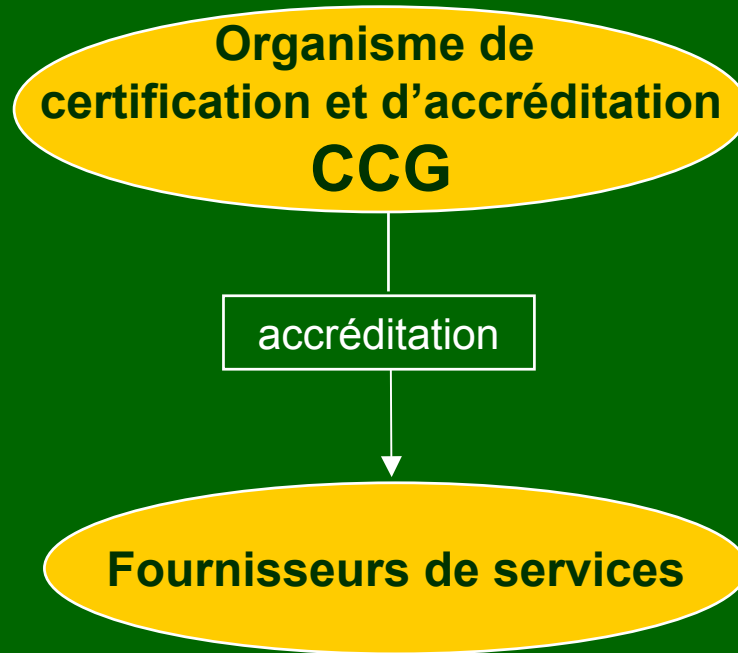 Organisme de
certification et d’accréditation
CCG
accréditation
Fournisseurs de services